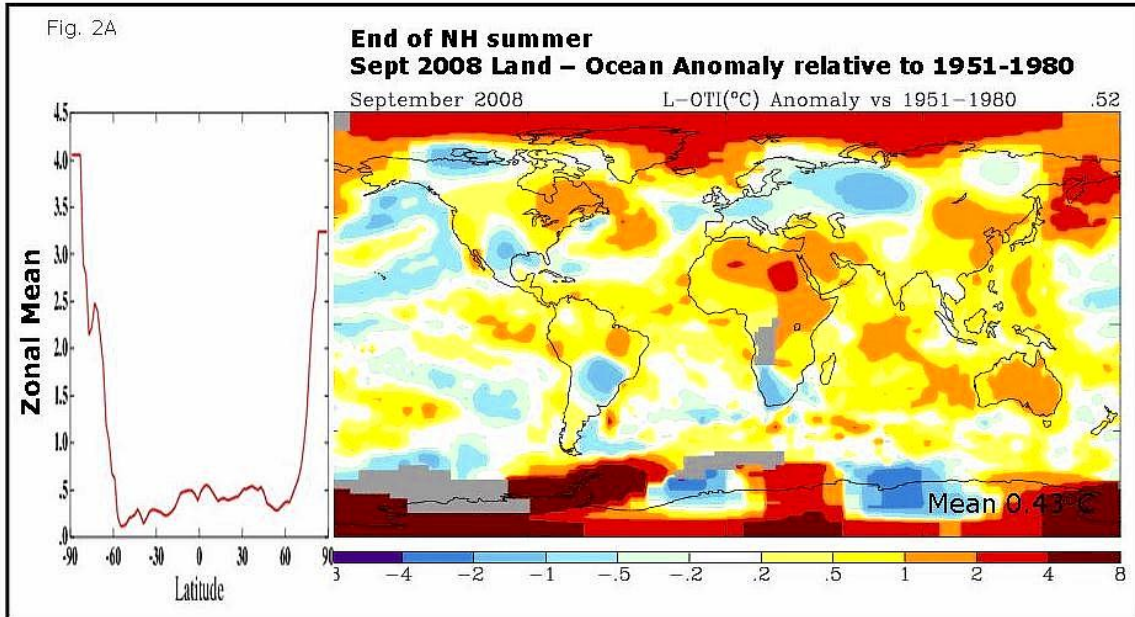 Fig. 2A
End of NH summer
Sept 2008 Land – Ocean Anomaly relative to 1951-1980
September 2008 L-OTI(°C) Anomaly vs 1951-1980 .52
4.5
4.0
3.5
3.0
2.5
2.0
1.5
1.0
.5
.0
Zonal Mean
-90 -60 -30 0 30 60 90
Latitude
Mean 0.43°C
-4 -2 -1 -.5 -.2 .2 .5 1 2 4 8